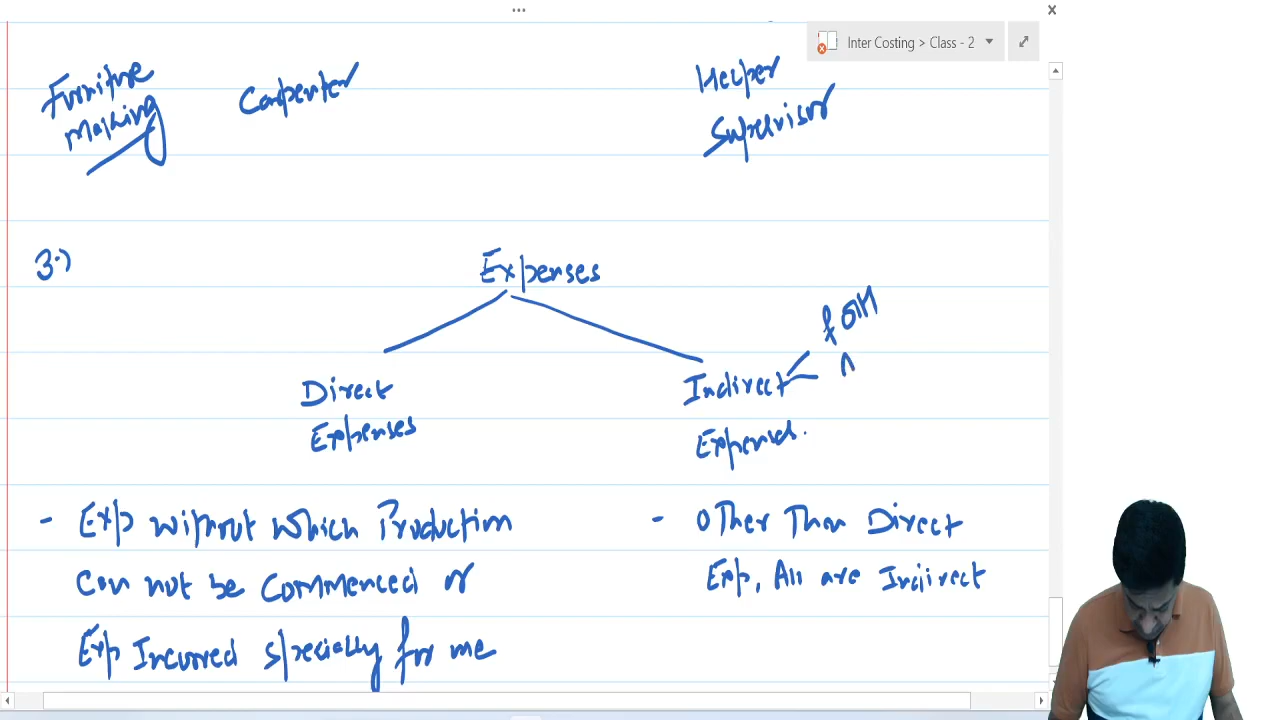 Inter Costing > Class - 2
Furniture Making
Carpenter
Helper
Supervisor
3.)
Expenses
FOH
A
Direct Expenses
Indirect Expenses
- Exp without which Production
Can not be Commenced or
Exp Incurred specially for me
- Other Than Direct
Exp, All are Indirect